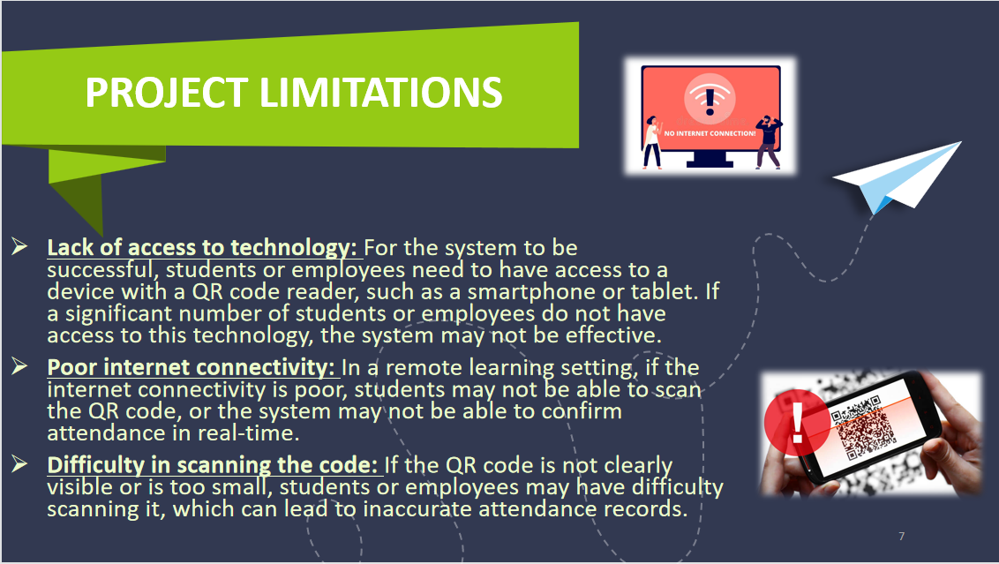 PROJECT LIMITATIONS
NO INTERNET CONNECTION!
➢ Lack of access to technology: For the system to be
successful, students or employees need to have access to a
device with a QR code reader, such as a smartphone or tablet. If
a significant number of students or employees do not have
access to this technology, the system may not be effective.
➢ Poor internet connectivity: In a remote learning setting, if the
internet connectivity is poor, students may not be able to scan
the QR code, or the system may not be able to confirm
attendance in real-time.
➢ Difficulty in scanning the code: If the QR code is not clearly
visible or is too small, students or employees may have difficulty
scanning it, which can lead to inaccurate attendance records.
!
7